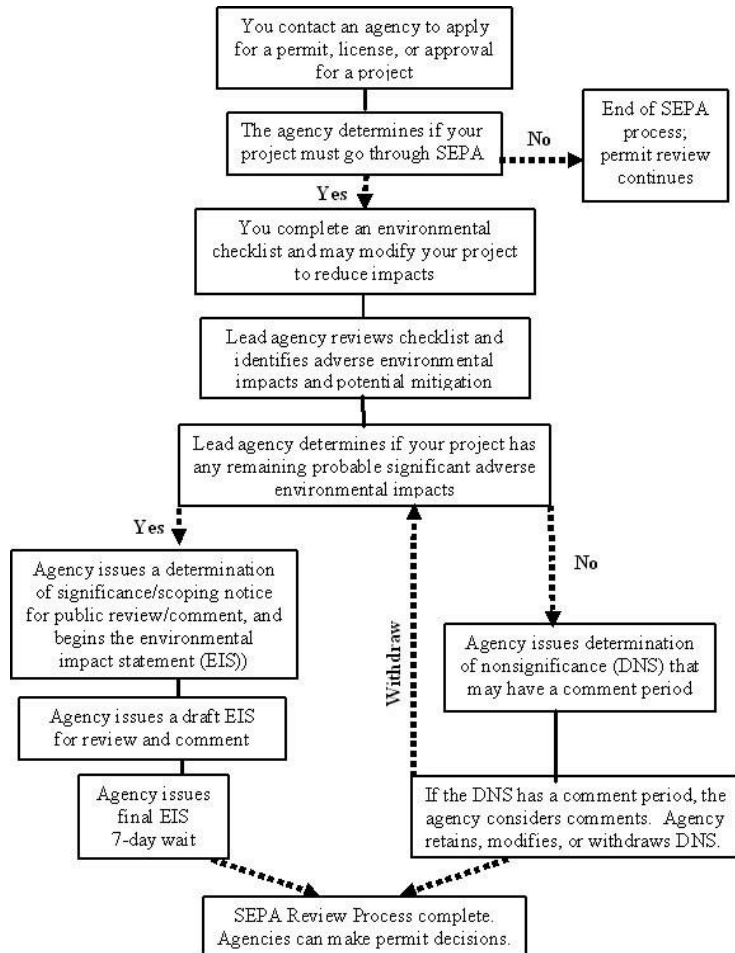 You contact an agency to apply
for a permit, license, or approval
for a project
The agency determines if your
project must go through SEPA
No
End of SEPA
process;
permit review
continues
Yes
You complete an environmental
checklist and may modify your project
to reduce impacts
Lead agency reviews checklist and
identifies adverse environmental
impacts and potential mitigation
Lead agency determines if your project has
any remaining probable significant adverse
environmental impacts
Yes
No
Agency issues a determination
of significance/scoping notice
for public review/comment, and
begins the environmental
impact statement (EIS))
Withdraw
Agency issues determination
of nonsignificance (DNS) that
may have a comment period
Agency issues a draft EIS
for review and comment
Agency issues
final EIS
7-day wait
If the DNS has a comment period, the
agency considers comments. Agency
retains, modifies, or withdraws DNS.
SEPA Review Process complete.
Agencies can make permit decisions.